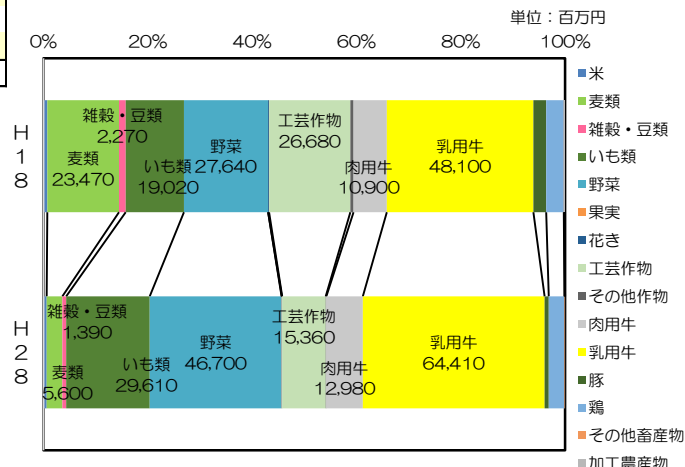 単位：百万円
0% 20% 40% 60% 80% 100%
H18
雑穀・豆類
2,270
麦類
23,470
いも類
19,020
野菜
27,640
工芸作物
26,680
肉用牛
10,900
乳用牛
48,100
H28
雑穀・豆類
1,390
麦類
5,600
いも類
29,610
野菜
46,700
工芸作物
15,360
肉用牛
12,980
乳用牛
64,410
米
麦類
雑穀・豆類
いも類
野菜
果実
花き
工芸作物
その他作物
肉用牛
乳用牛
豚
鶏
その他畜産物
加工農産物